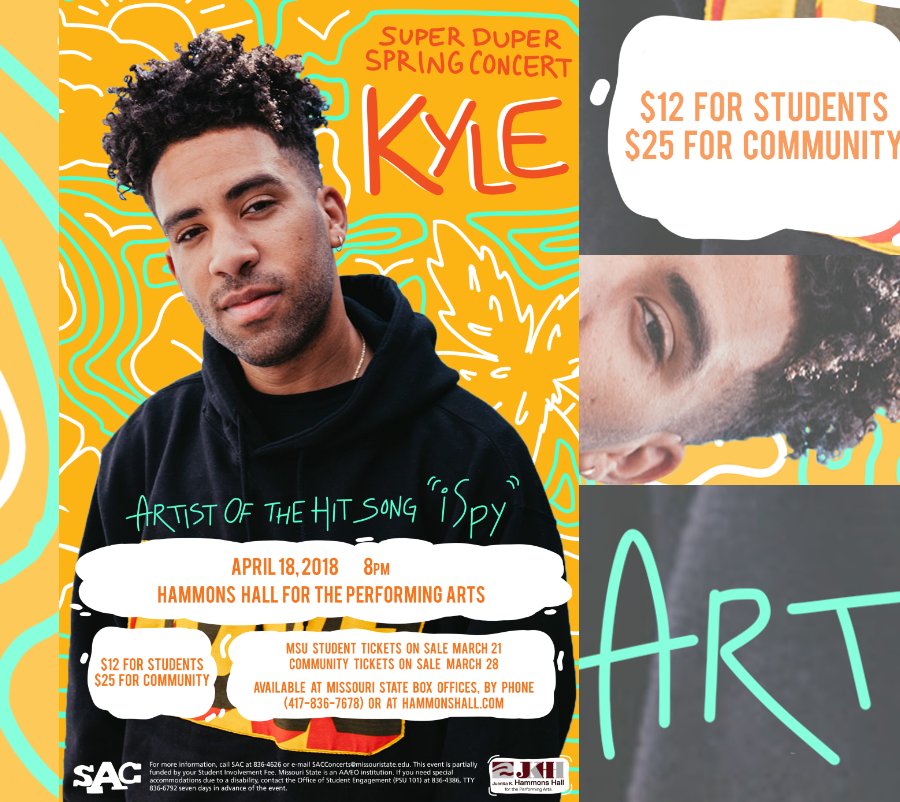 SUPER DUPER
SPRING CONCERT
KYLE
ARTIST OF THE HIT SONG "iSpy"
APRIL 18, 2018 8PM
HAMMONS HALL FOR THE PERFORMING ARTS
$12 FOR STUDENTS
$25 FOR COMMUNITY
MSU STUDENT TICKETS ON SALE MARCH 21
COMMUNITY TICKETS ON SALE MARCH 28
AVAILABLE AT MISSOURI STATE BOX OFFICES, BY PHONE
(417-836-7678) OR AT HAMMONSHALL.COM
SAC
For more information, call SAC at 836-4626 or e-mail SACConcerts@missouristate.edu. This event is partially
funded by your Student Involvement Fee. Missouri State is an AA/EO institution. If you need special
accommodations due to a disability, contact the Office of Student Engagement (PSU 101) at 836-4386, TTY
836-6792 seven days in advance of the event.
JKHH
Juanita K. Hammons Hall
for the Performing Arts
$12 FOR STUDENTS
$25 FOR COMMUNITY
ART